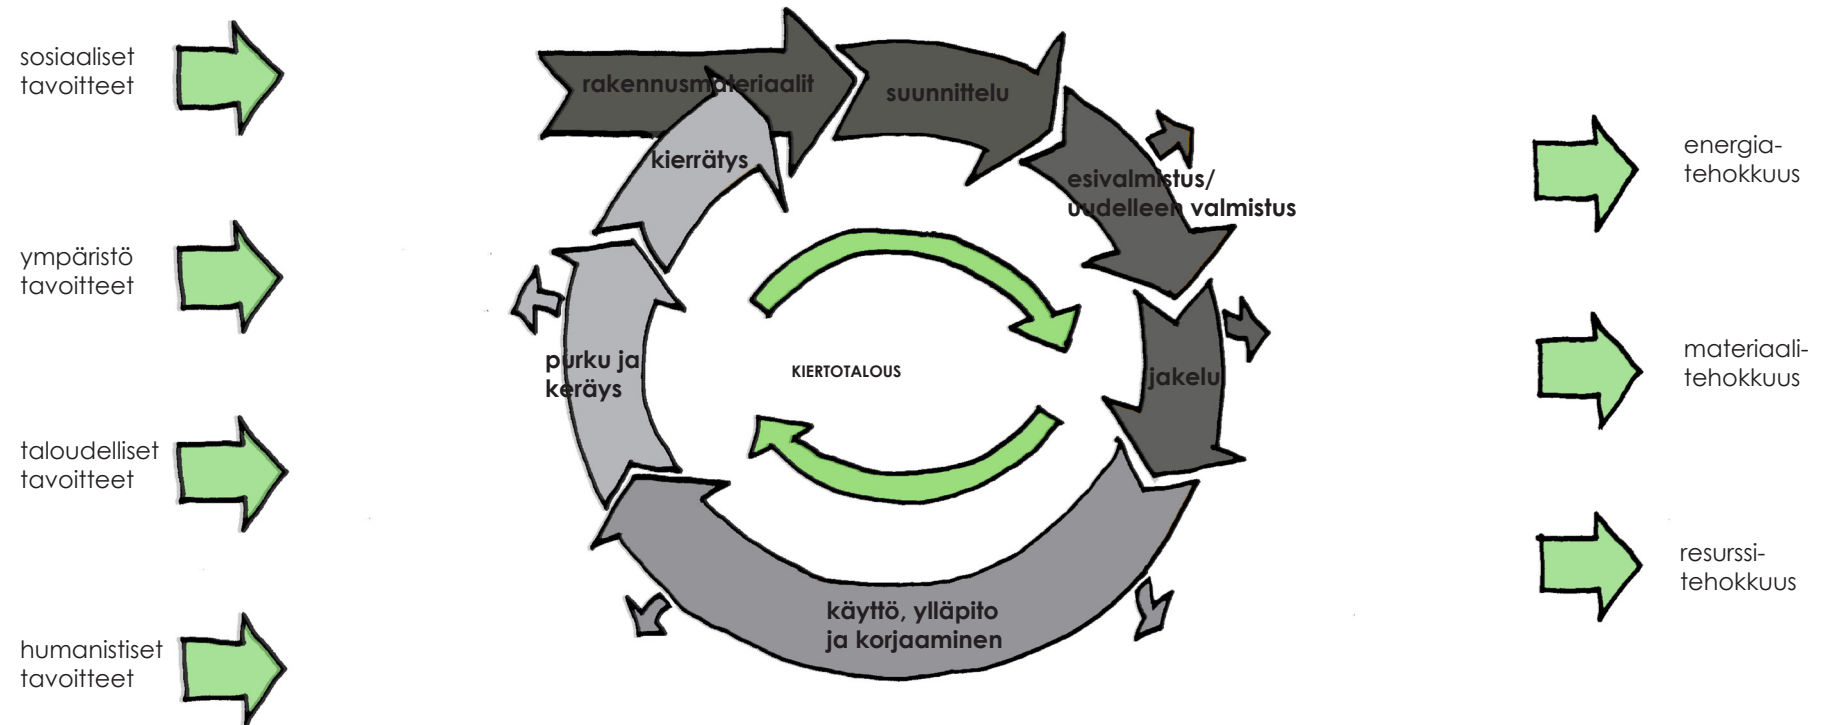 sosiaaliset
tavoitteet
ympäristö
tavoitteet
taloudelliset
tavoitteet
humanistiset
tavoitteet
rakennusmateriaalit
suunnittelu
kierrätys
esivalmistus/
uudelleen valmistus
purku ja
keräys
KIERTOTALOUS
jakelu
käyttö, ylläpito
ja korjaaminen
energia-
tehokkuus
materiaali-
tehokkuus
resurssi-
tehokkuus